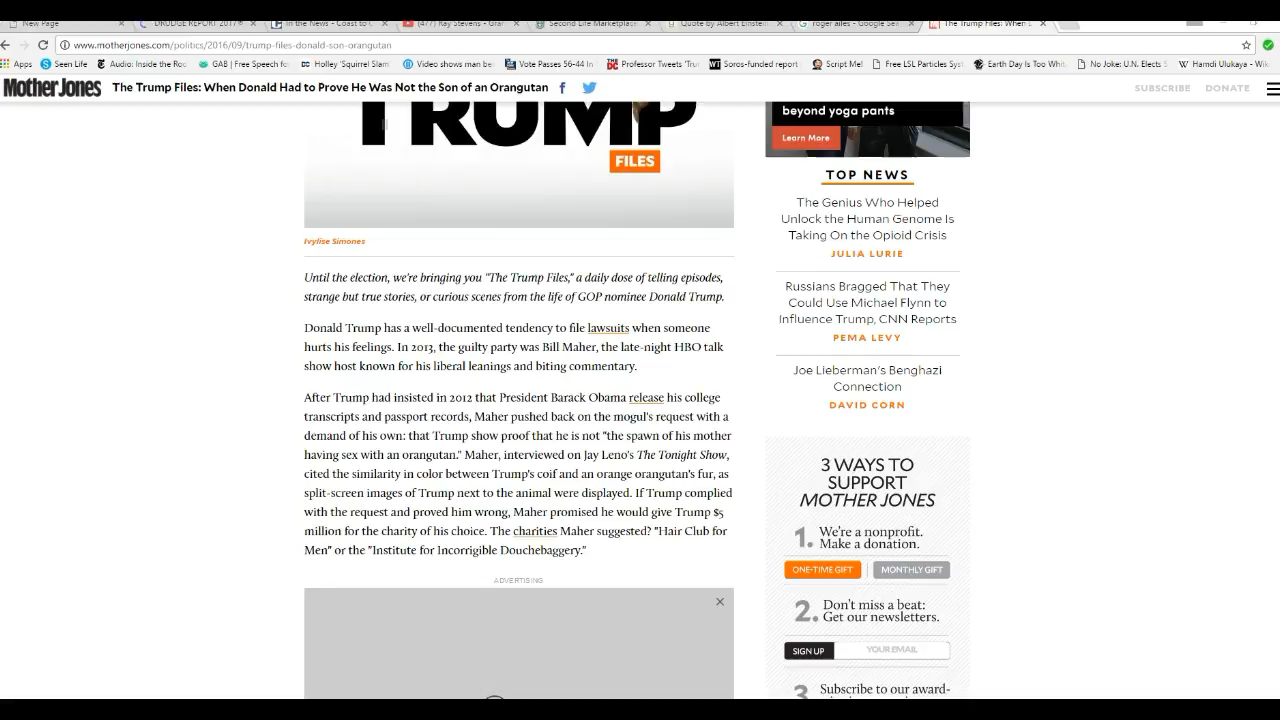 New Page
DRUDGE REPORT 2017®
In the News - Coast to C
(477) Ray Stevens - Gran
Second Life Marketplace
Quote by Albert Einstein
roger ailes - Google Se
The Trump Files: When D
www.motherjones.com/politics/2016/09/trump-files-donald-son-orangutan
Apps
Seen Life
Audio: Inside the Ro
GAB | Free Speech fo
Holley 'Squirrel Slam
Video shows man be
Vote Passes 56-44 In
Professor Tweets 'Tru
Soros-funded report
Script Me!
Free LSL Particles Sys
Earth Day Is Too Whit
No Joke: U.N. Elects S
Hamdi Ulukaya - Wik
Mother Jones
The Trump Files: When Donald Had to Prove He Was Not the Son of an Orangutan
SUBSCRIBE
DONATE
TRUMP
FILES
Ivylise Simones
Until the election, we're bringing you "The Trump Files," a daily dose of telling episodes,
strange but true stories, or curious scenes from the life of GOP nominee Donald Trump.
Donald Trump has a well-documented tendency to file lawsuits when someone
hurts his feelings. In 2013, the guilty party was Bill Maher, the late-night HBO talk
show host known for his liberal leanings and biting commentary.
After Trump had insisted in 2012 that President Barack Obama release his college
transcripts and passport records, Maher pushed back on the mogul's request with a
demand of his own: that Trump show proof that he is not "the spawn of his mother
having sex with an orangutan." Maher, interviewed on Jay Leno's The Tonight Show,
cited the similarity in color between Trump's coif and an orange orangutan's fur, as
split-screen images of Trump next to the animal were displayed. If Trump complied
with the request and proved him wrong, Maher promised he would give Trump $5
million for the charity of his choice. The charities Maher suggested? "Hair Club for
Men" or the "Institute for Incorrigible Douchebaggery."
ADVERTISING
beyond yoga pants
Learn More
TOP NEWS
The Genius Who Helped
Unlock the Human Genome Is
Taking On the Opioid Crisis
JULIA LURIE
Russians Bragged That They
Could Use Michael Flynn to
Influence Trump, CNN Reports
PEMA LEVY
Joe Lieberman's Benghazi
Connection
DAVID CORN
3 WAYS TO
SUPPORT
MOTHER JONES
1. We're a nonprofit.
Make a donation.
ONE-TIME GIFT
MONTHLY GIFT
2. Don't miss a beat:
Get our newsletters.
SIGN UP
YOUR EMAIL
3. Subscribe to our award-